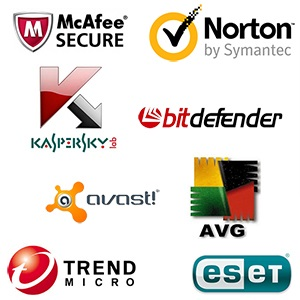 McAfee®
SECURE
Norton
by Symantec
KASPERSKY lab
bitdefender
a avast!
AVG
TREND
MICRO
eseT